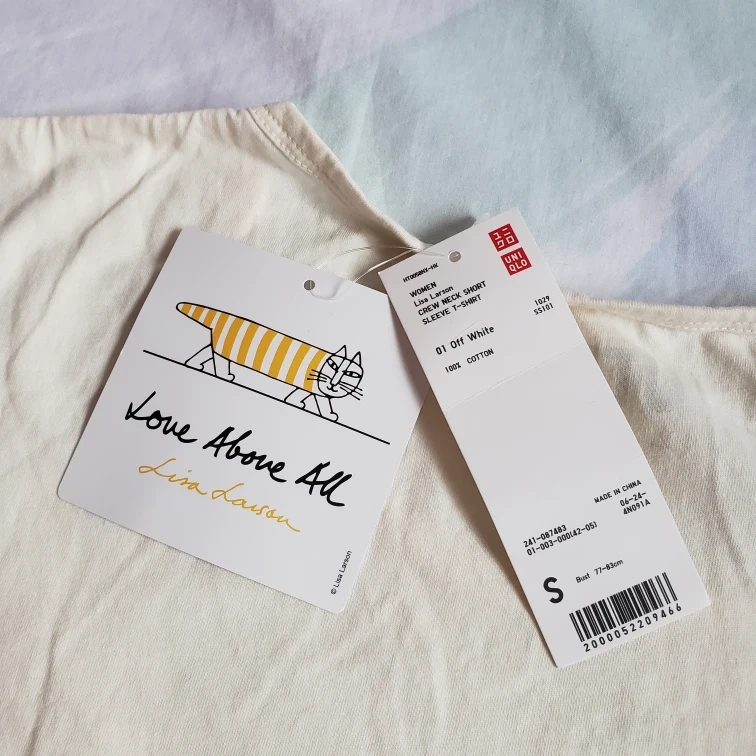 Love Above All
Lisa Larson
© Lisa Larson
ユニ
クロ
UNI
QLO
HT0058NX-HK
WOMEN
Lisa Larson
CREW NECK SHORT
SLEEVE T-SHIRT
1029
SS101
01 Off White
100% COTTON
MADE IN CHINA
06-24-
4N091A
241-087483
01-003-000(42-05)
S
Bust 77-83cm
2000052209466